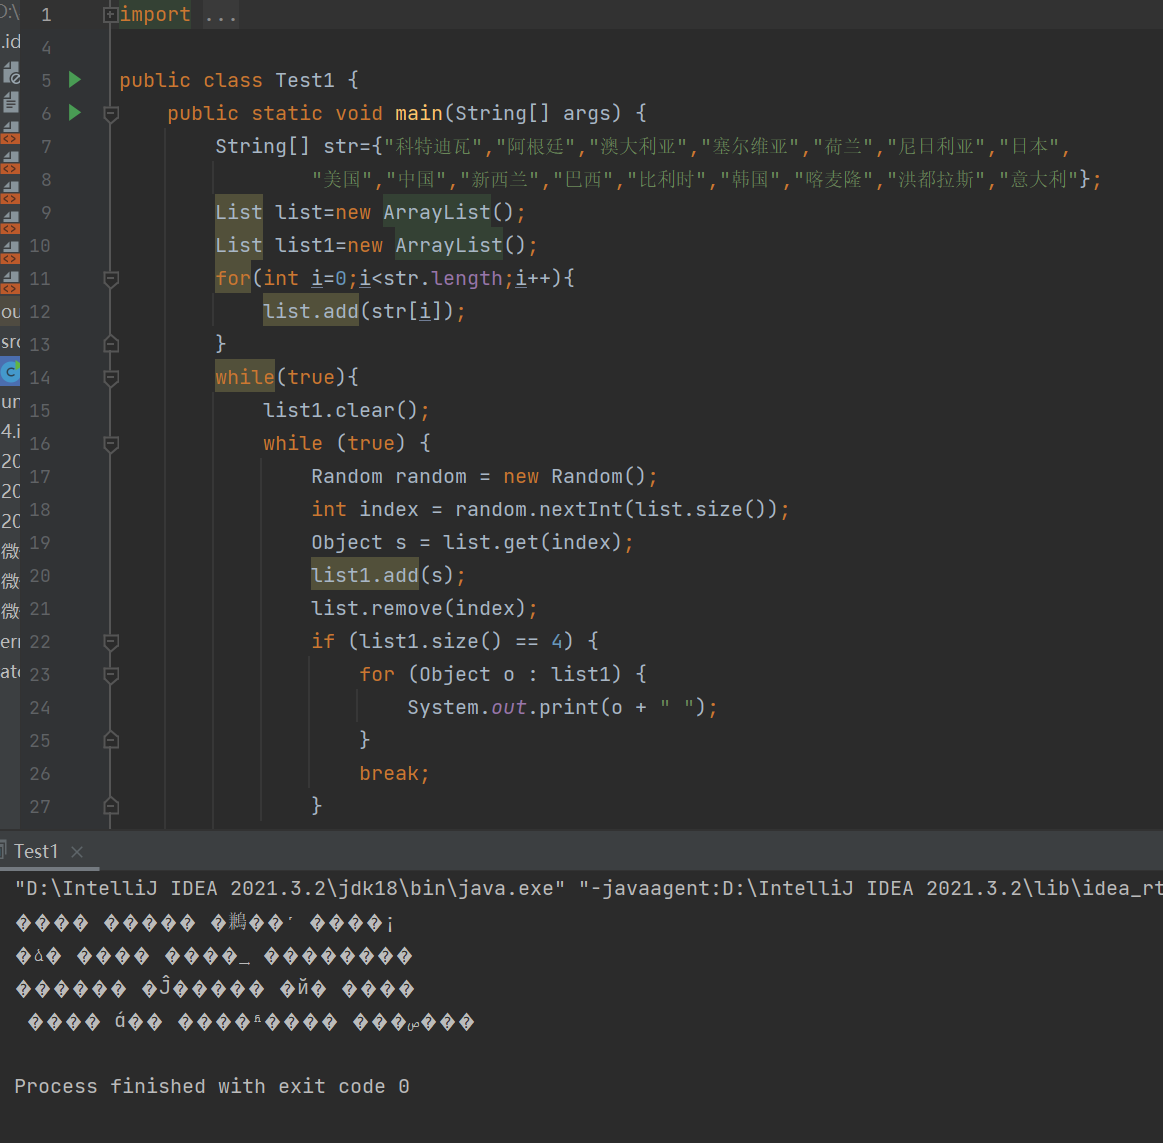 D:\
1 import ...
.id
4
5 public class Test1 {
6 public static void main(String[] args) {
7 String[] str={"科特迪瓦","阿根廷","澳大利亚","塞尔维亚","荷兰","尼日利亚","日本",
8 "美国","中国","新西兰","巴西","比利时","韩国","喀麦隆","洪都拉斯","意大利"};
9 List list=new ArrayList();
10 List list1=new ArrayList();
11 for(int i=0;i<str.length;i++){
12 list.add(str[i]);
13 }
14 while(true){
15 list1.clear();
16 while (true) {
17 Random random = new Random();
18 int index = random.nextInt(list.size());
19 Object s = list.get(index);
20 list1.add(s);
21 list.remove(index);
22 if (list1.size() == 4) {
23 for (Object o : list1) {
24 System.out.print(o + " ");
25 }
26 break;
27 }
ou
src
un
4.i
20
20
20
微
微
微
err
ato
Test1
"D:\IntelliJ IDEA 2021.3.2\jdk18\bin\java.exe" "-javaagent:D:\IntelliJ IDEA 2021.3.2\lib\idea_rt
Process finished with exit code 0